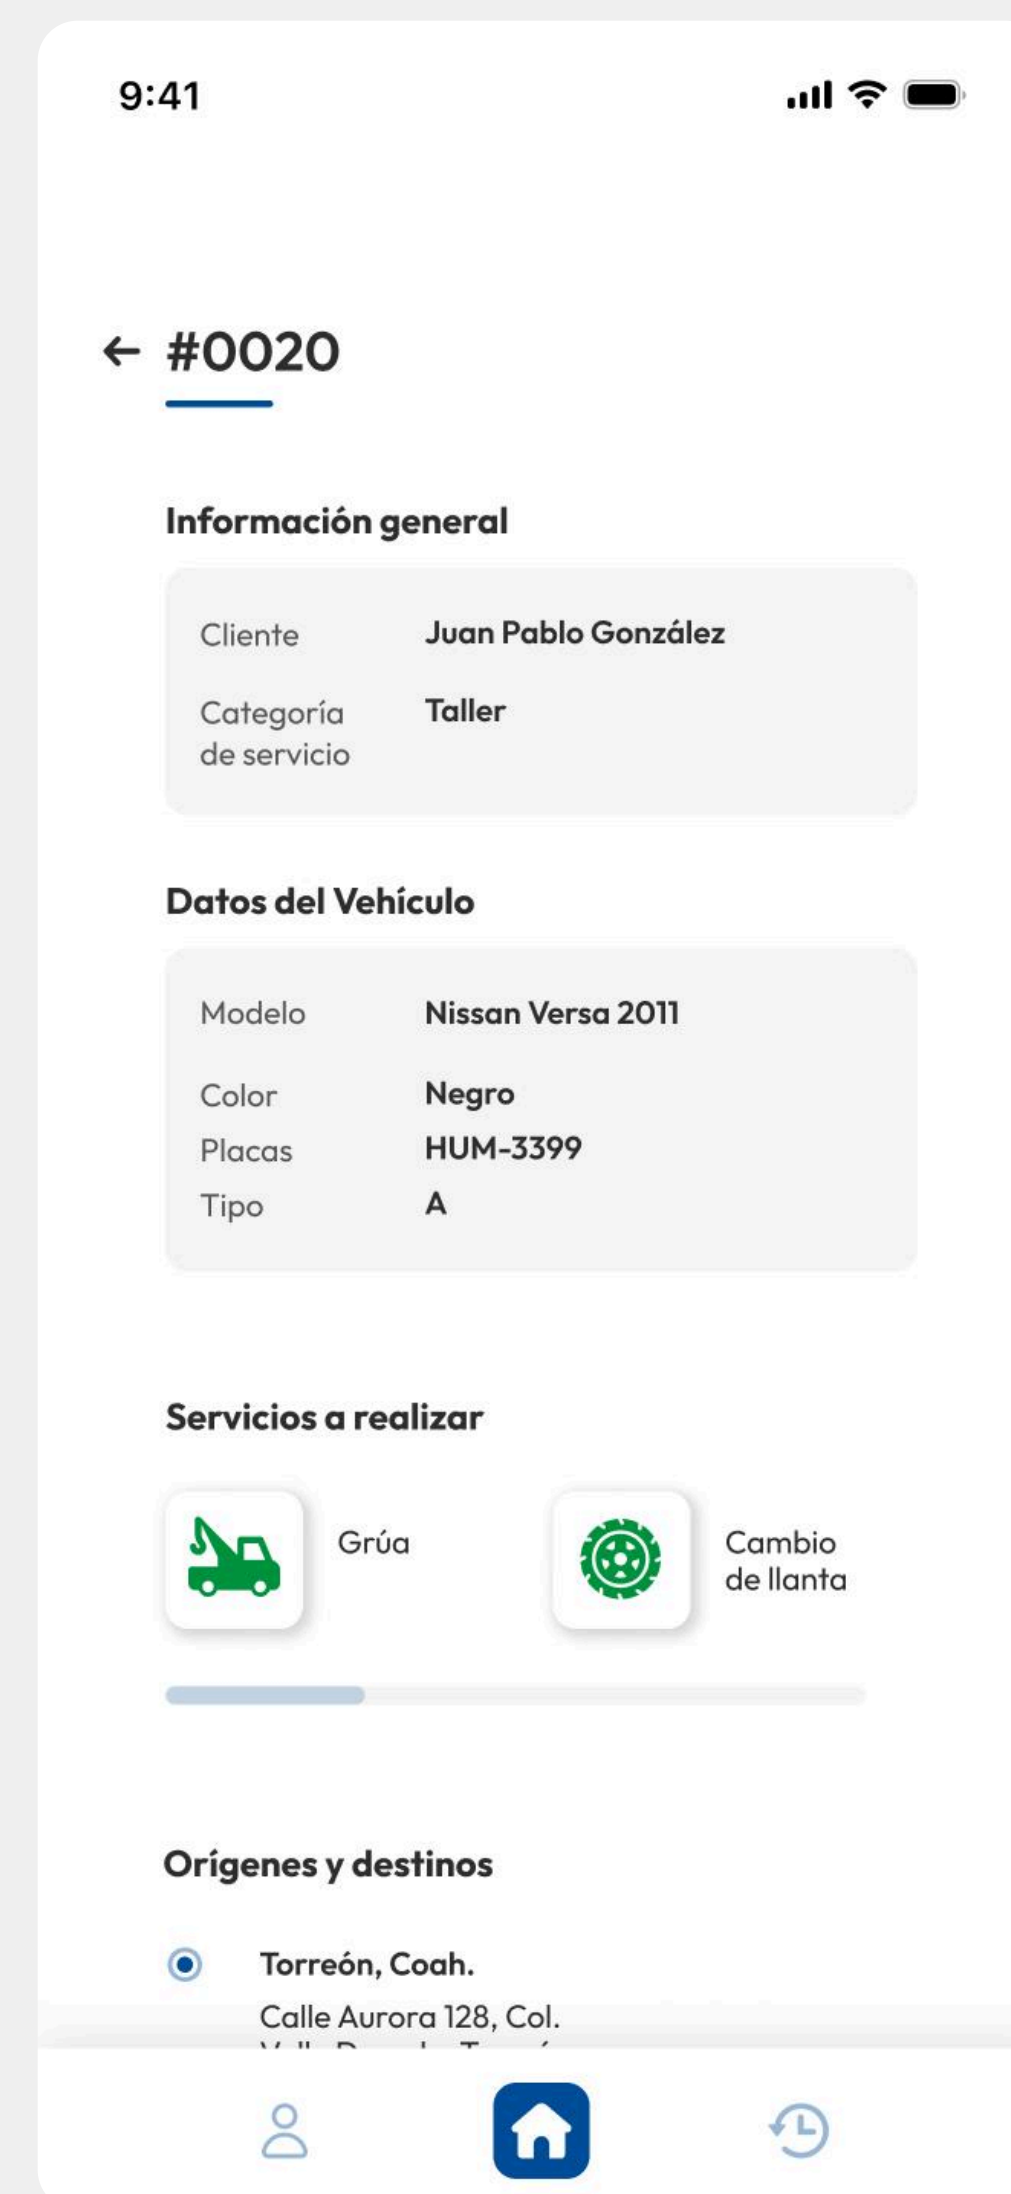 9:41
#0020
Información general
Cliente Juan Pablo González
Categoría Taller
de servicio
Datos del Vehículo
Modelo Nissan Versa 2011
Color Negro
Placas HUM-3399
Tipo A
Servicios a realizar
Grúa
Cambio
de llanta
Orígenes y destinos
Torreón, Coah.
Calle Aurora 128, Col.